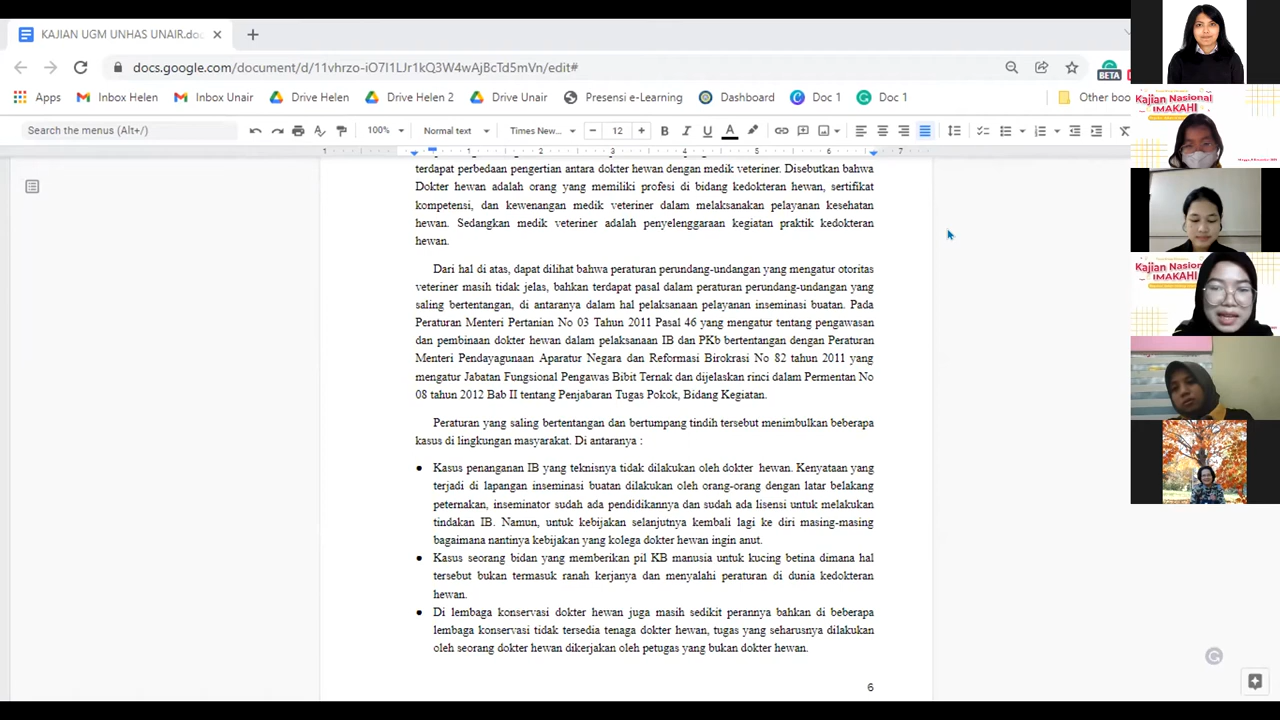 KAJIAN UGM UNHAS UNAIR.doc
docs.google.com/document/d/11vhrzo-iO7l1LJr1kQ3W4wAjBcTd5mVn/edit#
BETA
Apps Inbox Helen Inbox Unair Drive Helen Drive Helen 2 Drive Unair Presensi e-Learning Dashboard Doc 1 Doc 1 Other boo
Search the menus (Alt+/) 100% Normal text Times New... 12 B I U A
1 1 2 3 4 5 6 7
terdapat perbedaan pengertian antara dokter hewan dengan medik veteriner. Disebutkan bahwa
Dokter hewan adalah orang yang memiliki profesi di bidang kedokteran hewan, sertifikat
kompetensi, dan kewenangan medik veteriner dalam melaksanakan pelayanan kesehatan
hewan. Sedangkan medik veteriner adalah penyelenggaraan kegiatan praktik kedokteran
hewan.
Dari hal di atas, dapat dilihat bahwa peraturan perundang-undangan yang mengatur otoritas
veteriner masih tidak jelas, bahkan terdapat pasal dalam peraturan perundang-undangan yang
saling bertentangan, di antaranya dalam hal pelaksanaan pelayanan inseminasi buatan. Pada
Peraturan Menteri Pertanian No 03 Tahun 2011 Pasal 46 yang mengatur tentang pengawasan
dan pembinaan dokter hewan dalam pelaksanaan IB dan PKb bertentangan dengan Peraturan
Menteri Pendayagunaan Aparatur Negara dan Reformasi Birokrasi No 82 tahun 2011 yang
mengatur Jabatan Fungsional Pengawas Bibit Ternak dan dijelaskan rinci dalam Permentan No
08 tahun 2012 Bab II tentang Penjabaran Tugas Pokok, Bidang Kegiatan.
Peraturan yang saling bertentangan dan bertumpang tindih tersebut menimbulkan beberapa
kasus di lingkungan masyarakat. Di antaranya :
● Kasus penanganan IB yang teknisnya tidak dilakukan oleh dokter hewan. Kenyataan yang
terjadi di lapangan inseminasi buatan dilakukan oleh orang-orang dengan latar belakang
peternakan, inseminator sudah ada pendidikannya dan sudah ada lisensi untuk melakukan
tindakan IB. Namun, untuk kebijakan selanjutnya kembali lagi ke diri masing-masing
bagaimana nantinya kebijakan yang kolega dokter hewan ingin anut.
● Kasus seorang bidan yang memberikan pil KB manusia untuk kucing betina dimana hal
tersebut bukan termasuk ranah kerjanya dan menyalahi peraturan di dunia kedokteran
hewan.
● Di lembaga konservasi dokter hewan juga masih sedikit perannya bahkan di beberapa
lembaga konservasi tidak tersedia tenaga dokter hewan, tugas yang seharusnya dilakukan
oleh seorang dokter hewan dikerjakan oleh petugas yang bukan dokter hewan.
6
Kajian Nasional
IMAKAHI
Kajian Nasional
IMAKAHI